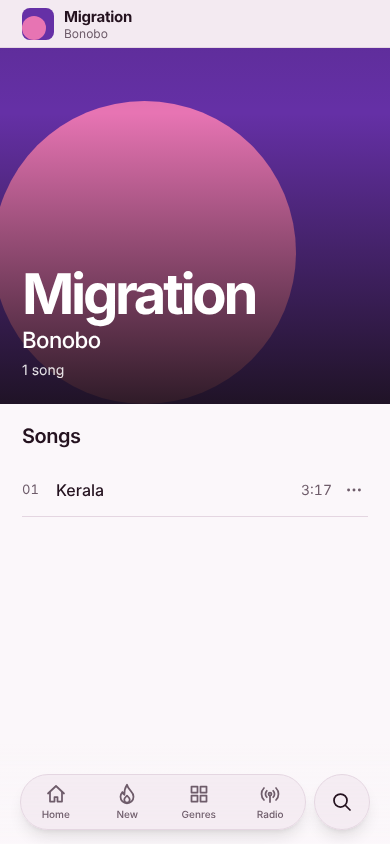 Migration
Bonobo
Migration
Bonobo
1 song
Songs
01 Kerala 3:17
Home New Genres Radio